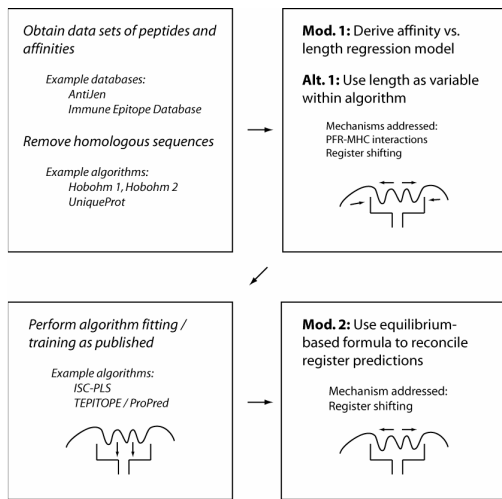 Obtain data sets of peptides and
affinities
Example databases:
AntiJen
Immune Epitope Database
Remove homologous sequences
Example algorithms:
Hobohm 1, Hobohm 2
UniqueProt
Mod. 1: Derive affinity vs.
length regression model
Alt. 1: Use length as variable
within algorithm
Mechanisms addressed:
PFR-MHC interactions
Register shifting
Perform algorithm fitting /
training as published
Example algorithms:
ISC-PLS
TEPITOPE / ProPred
Mod. 2: Use equilibrium-
based formula to reconcile
register predictions
Mechanism addressed:
Register shifting